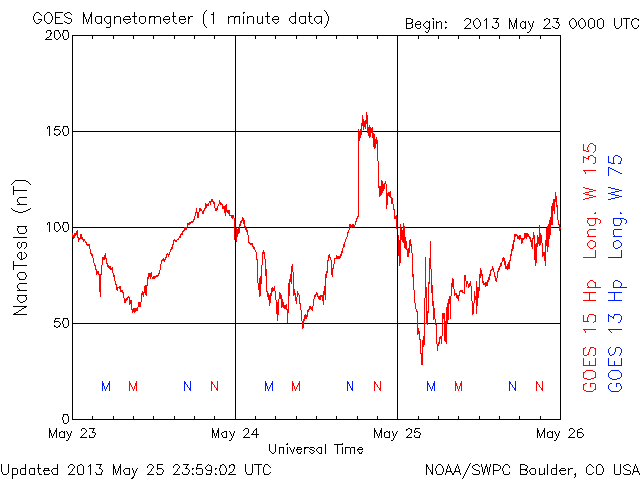 GOES Magnetometer (1 minute data)
Begin: 2013 May 23 0000 UTC
200
150
100
50
0
NanoTesla (nT)
M M N N M M N N M M N N
May 23 May 24 May 25 May 26
Universal Time
GOES 15 Hp Long. W 135
GOES 13 Hp Long. W 75
Updated 2013 May 25 23:59:02 UTC
NOAA/SWPC Boulder, CO USA